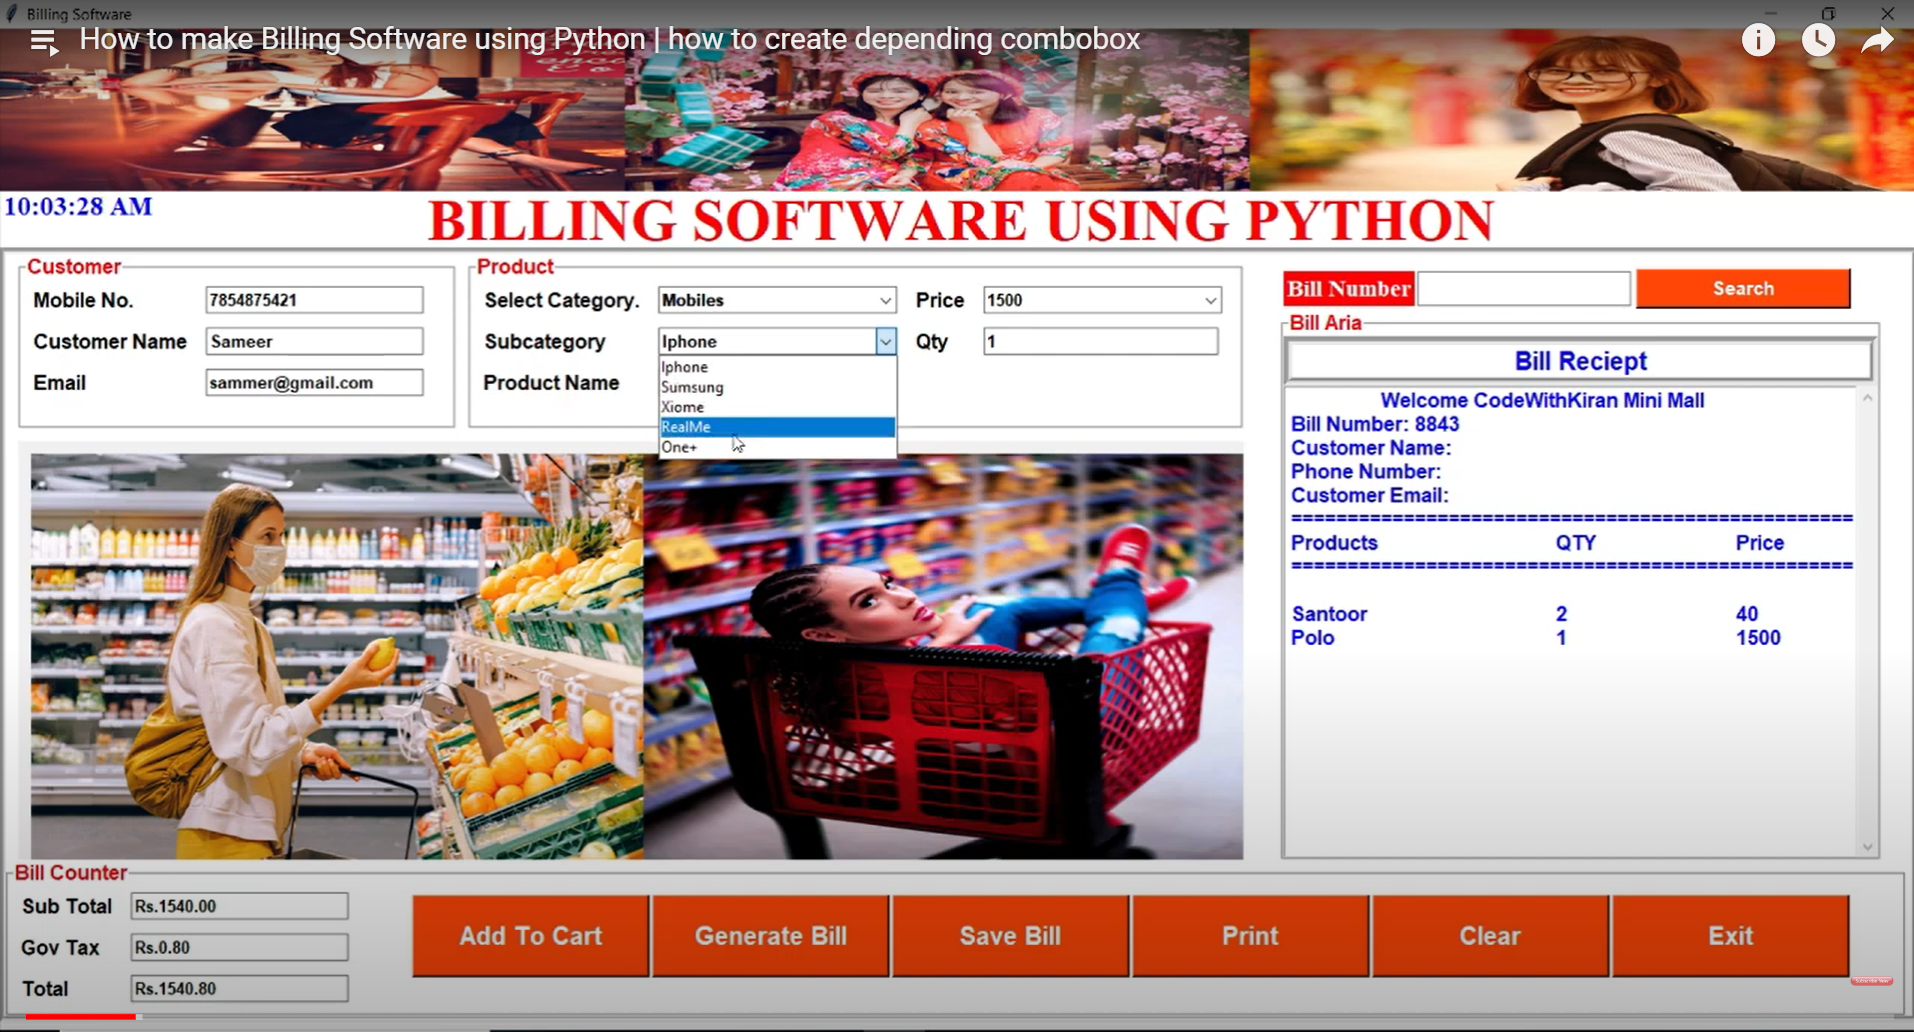 Billing Software
How to make Billing Software using Python | how to create depending combobox
10:03:28 AM
BILLING SOFTWARE USING PYTHON
Customer
Mobile No. 7854875421
Customer Name Sameer
Email sammer@gmail.com
Product
Select Category. Mobiles
Subcategory Iphone
Iphone
Sumsung
Xiome
RealMe
One+
Product Name
Price 1500
Qty 1
Bill Number Search
Bill Aria
Bill Reciept
Welcome CodeWithKiran Mini Mall
Bill Number: 8843
Customer Name:
Phone Number:
Customer Email:
==================================================
Products QTY Price
==================================================
Santoor 2 40
Polo 1 1500
Bill Counter
Sub Total Rs.1540.00
Gov Tax Rs.0.80
Total Rs.1540.80
Add To Cart Generate Bill Save Bill Print Clear Exit